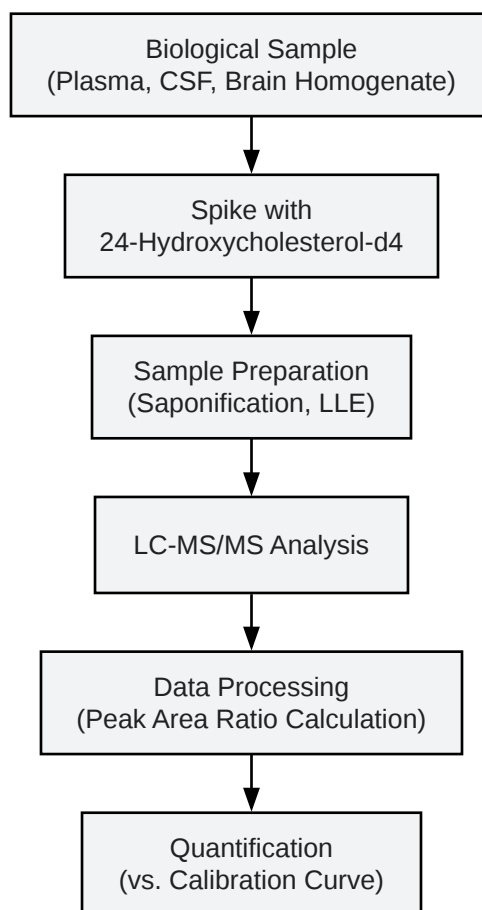 Biological Sample
(Plasma, CSF, Brain Homogenate)
Spike with
24-Hydroxycholesterol-d4
Sample Preparation
(Saponification, LLE)
LC-MS/MS Analysis
Data Processing
(Peak Area Ratio Calculation)
Quantification
(vs. Calibration Curve)